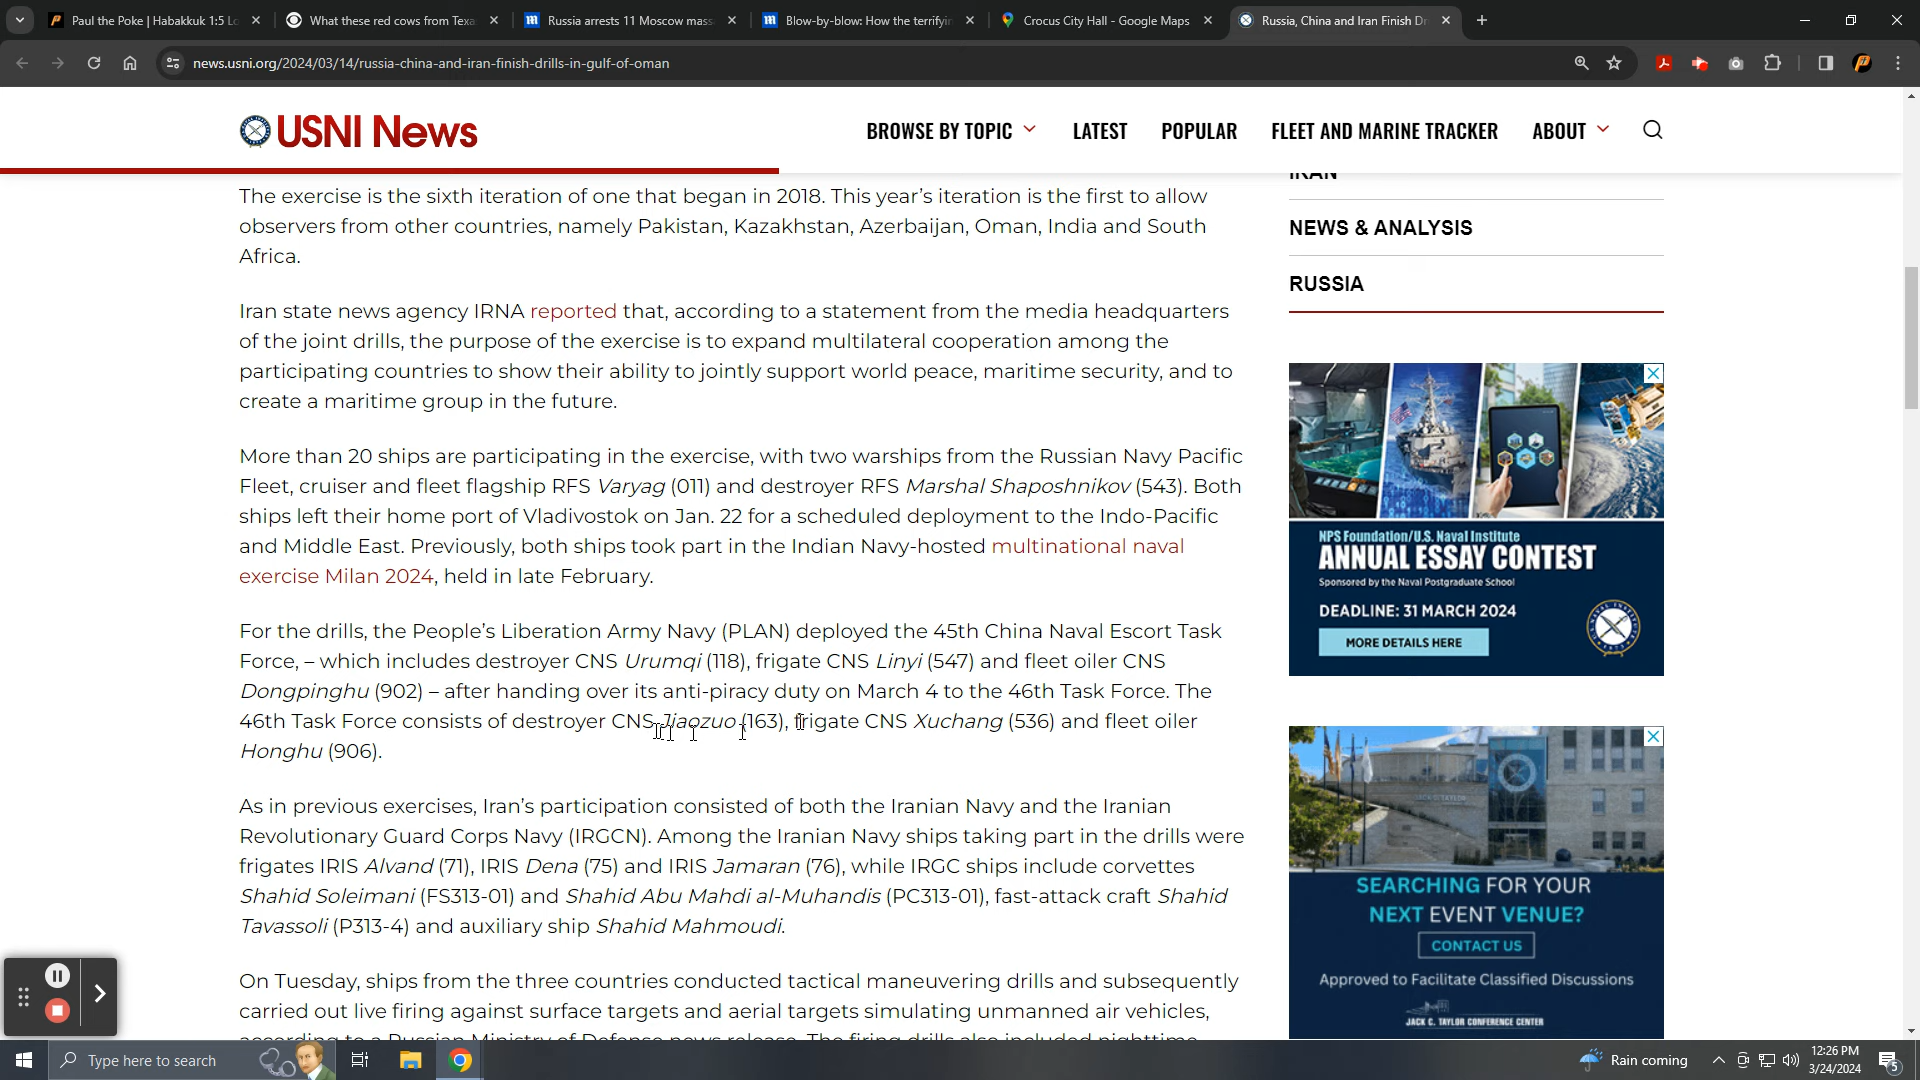 Paul the Poke | Habakkuk 1:5 Lo
What these red cows from Texa
Russia arrests 11 Moscow mass
Blow-by-blow: How the terrifyin
Crocus City Hall - Google Maps
Russia, China and Iran Finish Dr
news.usni.org/2024/03/14/russia-china-and-iran-finish-drills-in-gulf-of-oman
USNI News
BROWSE BY TOPIC
LATEST
POPULAR
FLEET AND MARINE TRACKER
ABOUT
The exercise is the sixth iteration of one that began in 2018. This year's iteration is the first to allow
observers from other countries, namely Pakistan, Kazakhstan, Azerbaijan, Oman, India and South
Africa.
Iran state news agency IRNA reported that, according to a statement from the media headquarters
of the joint drills, the purpose of the exercise is to expand multilateral cooperation among the
participating countries to show their ability to jointly support world peace, maritime security, and to
create a maritime group in the future.
More than 20 ships are participating in the exercise, with two warships from the Russian Navy Pacific
Fleet, cruiser and fleet flagship RFS Varyag (011) and destroyer RFS Marshal Shaposhnikov (543). Both
ships left their home port of Vladivostok on Jan. 22 for a scheduled deployment to the Indo-Pacific
and Middle East. Previously, both ships took part in the Indian Navy-hosted multinational naval
exercise Milan 2024, held in late February.
For the drills, the People's Liberation Army Navy (PLAN) deployed the 45th China Naval Escort Task
Force, – which includes destroyer CNS Urumqi (118), frigate CNS Linyi (547) and fleet oiler CNS
Dongpinghu (902) – after handing over its anti-piracy duty on March 4 to the 46th Task Force. The
46th Task Force consists of destroyer CNS Jiaozuo (163), frigate CNS Xuchang (536) and fleet oiler
Honghu (906).
As in previous exercises, Iran's participation consisted of both the Iranian Navy and the Iranian
Revolutionary Guard Corps Navy (IRGCN). Among the Iranian Navy ships taking part in the drills were
frigates IRIS Alvand (71), IRIS Dena (75) and IRIS Jamaran (76), while IRGC ships include corvettes
Shahid Soleimani (FS313-01) and Shahid Abu Mahdi al-Muhandis (PC313-01), fast-attack craft Shahid
Tavassoli (P313-4) and auxiliary ship Shahid Mahmoudi.
On Tuesday, ships from the three countries conducted tactical maneuvering drills and subsequently
carried out live firing against surface targets and aerial targets simulating unmanned air vehicles,
according to a Russian Ministry of Defense news release. The firing drills also included nighttime
IRAN
NEWS & ANALYSIS
RUSSIA
NPS Foundation/U.S. Naval Institute
ANNUAL ESSAY CONTEST
Sponsored by the Naval Postgraduate School
DEADLINE: 31 MARCH 2024
MORE DETAILS HERE
JACK C. TAYLOR
SEARCHING FOR YOUR
NEXT EVENT VENUE?
CONTACT US
Approved to Facilitate Classified Discussions
JACK C. TAYLOR CONFERENCE CENTER
Type here to search
Rain coming
12:26 PM
3/24/2024
5